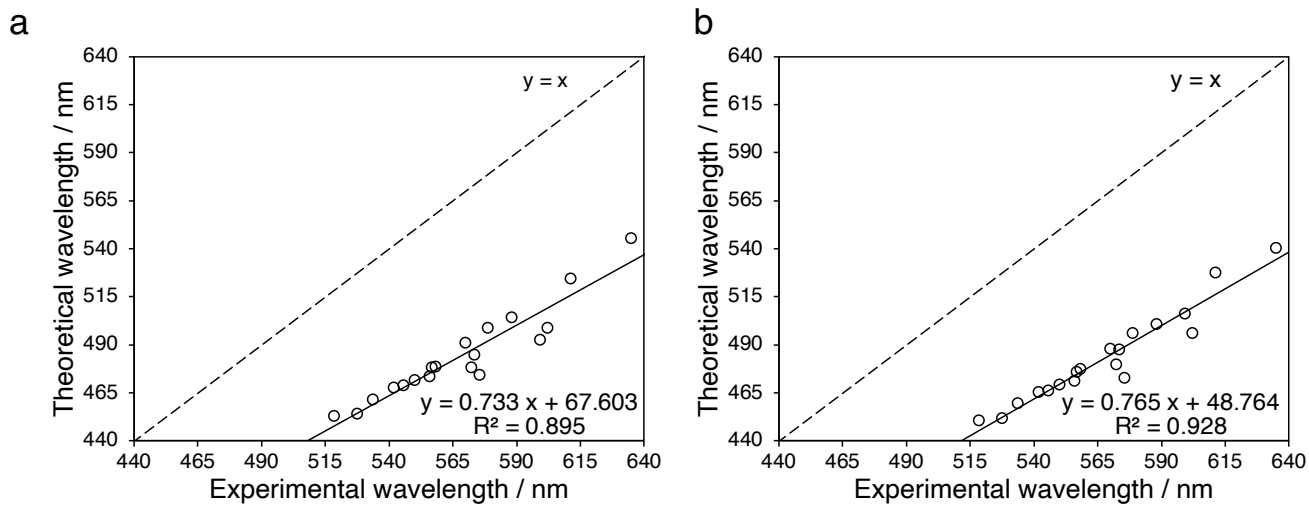 a
Theoretical wavelength / nm
640
615
590
565
540
515
490
465
440
y = x
y = 0.733 x + 67.603
R² = 0.895
440 465 490 515 540 565 590 615 640
Experimental wavelength / nm
b
Theoretical wavelength / nm
640
615
590
565
540
515
490
465
440
y = x
y = 0.765 x + 48.764
R² = 0.928
440 465 490 515 540 565 590 615 640
Experimental wavelength / nm